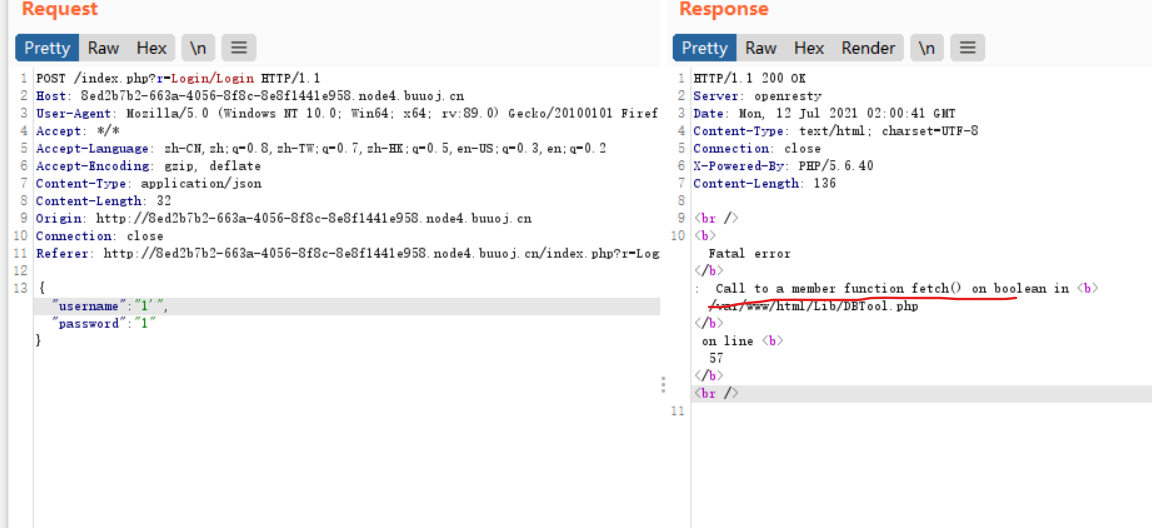 Request
Pretty Raw Hex \n
1 POST /index.php?r=Login/Login HTTP/1.1
2 Host: 8ed2b7b2-663a-4056-8f8c-8e8f1441e958.node4.buuoj.cn
3 User-Agent: Mozilla/5.0 (Windows NT 10.0; Win64; x64; rv:89.0) Gecko/20100101 Firef
4 Accept: */*
5 Accept-Language: zh-CN,zh;q=0.8,zh-TW;q=0.7,zh-HK;q=0.5,en-US;q=0.3,en;q=0.2
6 Accept-Encoding: gzip, deflate
7 Content-Type: application/json
8 Content-Length: 32
9 Origin: http://8ed2b7b2-663a-4056-8f8c-8e8f1441e958.node4.buuoj.cn
10 Connection: close
11 Referer: http://8ed2b7b2-663a-4056-8f8c-8e8f1441e958.node4.buuoj.cn/index.php?r=Log
12
13 {
"username":"1'",
"password":"1"
}
Response
Pretty Raw Hex Render \n
1 HTTP/1.1 200 OK
2 Server: openresty
3 Date: Mon, 12 Jul 2021 02:00:41 GMT
4 Content-Type: text/html; charset=UTF-8
5 Connection: close
6 X-Powered-By: PHP/5.6.40
7 Content-Length: 136
8
9 <br />
10 <b>
Fatal error
</b>
: Call to a member function fetch() on boolean in <b>
/var/www/html/Lib/DBTool.php
</b>
on line <b>
57
</b>
<br />
11